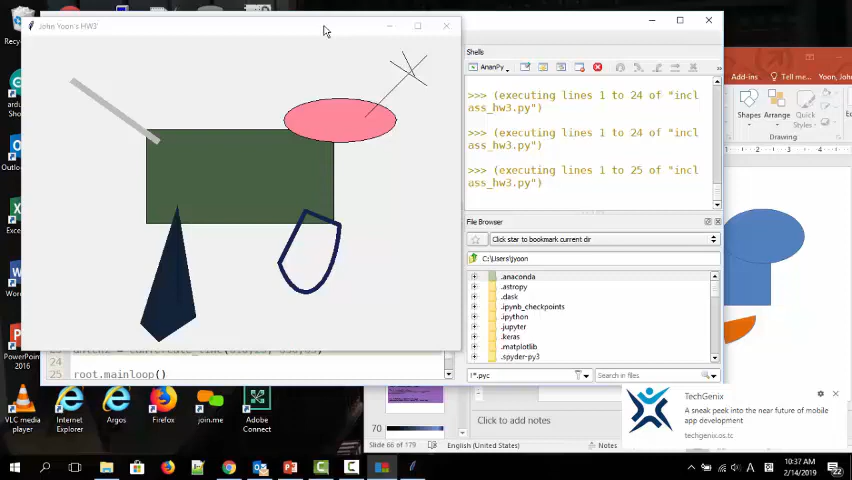 John Yoon's HW3
Shells
AnanPy
>>> (executing lines 1 to 24 of "incl
ass_hw3.py")
>>> (executing lines 1 to 24 of "incl
ass_hw3.py")
>>> (executing lines 1 to 25 of "incl
ass_hw3.py")
File Browser
Click star to bookmark current dir
C:\Users\jyoon
.anaconda
.astropy
.dask
.ipynb_checkpoints
.ipython
.jupyter
.keras
.matplotlib
.spyder-py3
!*.pyc
Search in files
24
25 root.mainloop()
Add-ins
Tell me...
Yoon, John
Shapes
Arrange
Quick
Styles
Drawing
TechGenix
A sneak peek into the near future of mobile
app development
techgenix.os.tc
VLC media
player
Internet
Explorer
Argos
Firefox
join.me
Adobe
Connect
PowerPoint
2016
70
Click to add notes
Slide 66 of 179
English (United States)
Notes
10:37 AM
2/14/2019
22